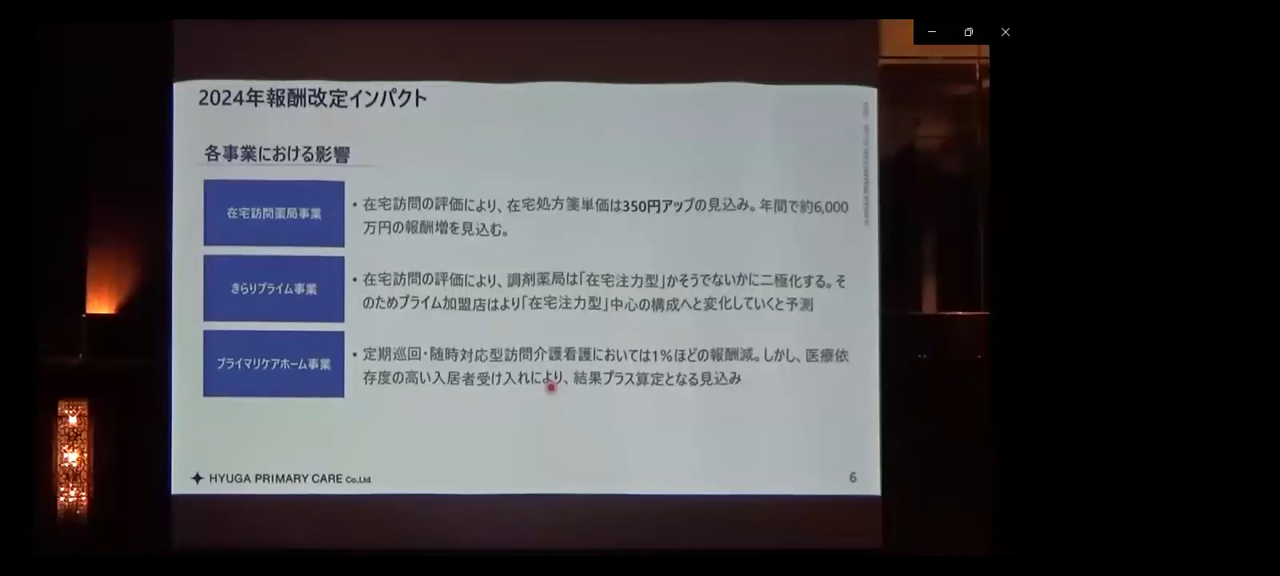 2024年報酬改定インパクト
各事業における影響
在宅訪問薬局事業
• 在宅訪問の評価により、在宅処方箋単価は350円アップの見込み。年間で約6,000
万円の報酬増を見込む。
きらりプライム事業
• 在宅訪問の評価により、調剤薬局は「在宅注力型」かそうでないかに二極化する。そ
のためプライム加盟店はより「在宅注力型」中心の構成へと変化していくと予測
プライマリケアホーム事業
• 定期巡回・随時対応型訪問介護看護においては1%ほどの報酬減。しかし、医療依
存度の高い入居者受け入れにより、結果プラス算定となる見込み
HYUGA PRIMARY CARE Co.,Ltd.
6